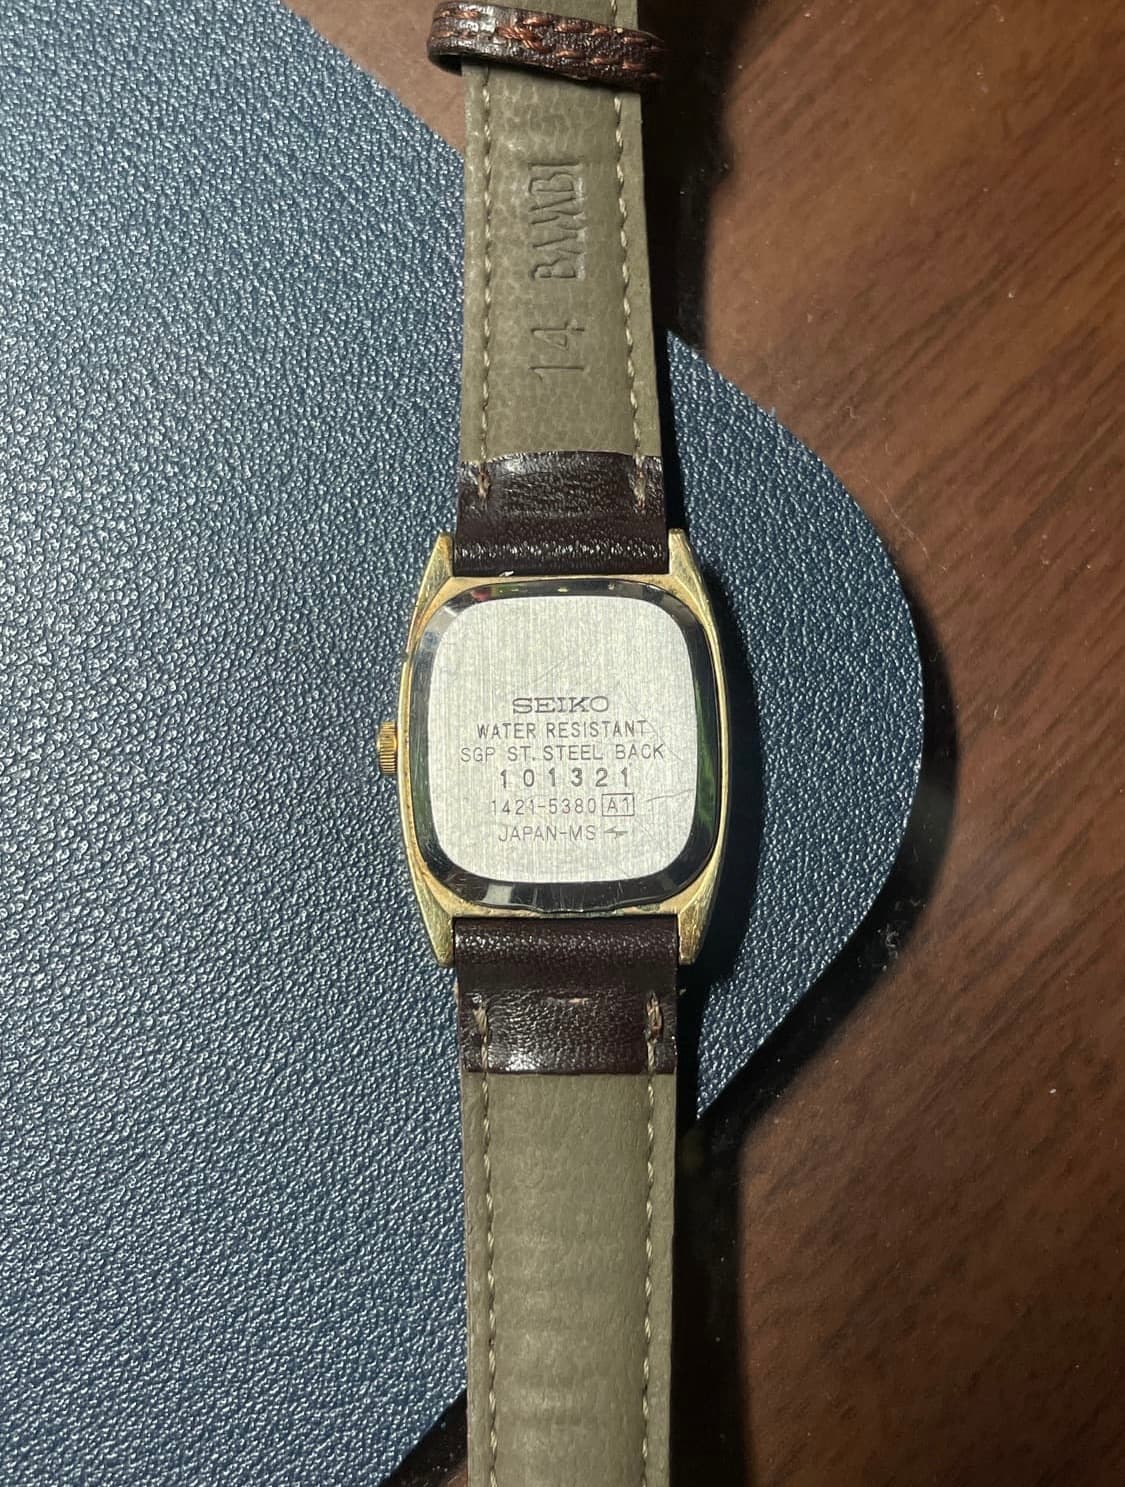 14 BAMBI
SEIKO
WATER RESISTANT
SGP ST. STEEL BACK
101321
1421-5380 A1
JAPAN-MS